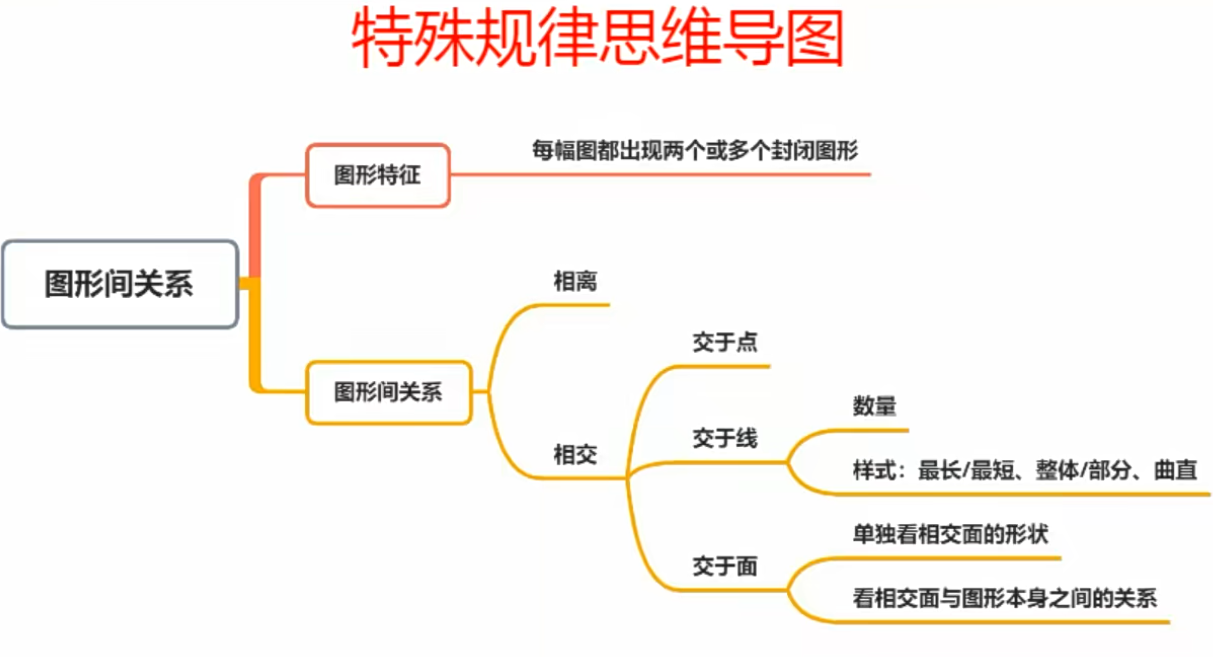 特殊规律思维导图
每幅图都出现两个或多个封闭图形
图形特征
图形间关系
相离
交于点
图形间关系
数量
交于线
相交
样式：最长/最短、整体/部分、曲直
单独看相交面的形状
交于面
看相交面与图形本身之间的关系